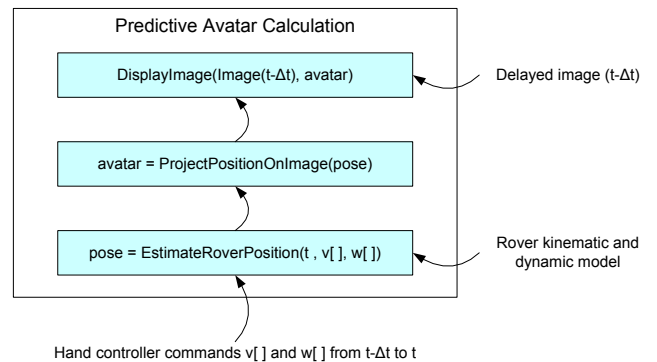 Predictive Avatar Calculation
DisplayImage(Image(t-Δt), avatar)
Delayed image (t-Δt)
avatar = ProjectPositionOnImage(pose)
pose = EstimateRoverPosition(t , v[ ], w[ ])
Rover kinematic and
dynamic model
Hand controller commands v[ ] and w[ ] from t-Δt to t